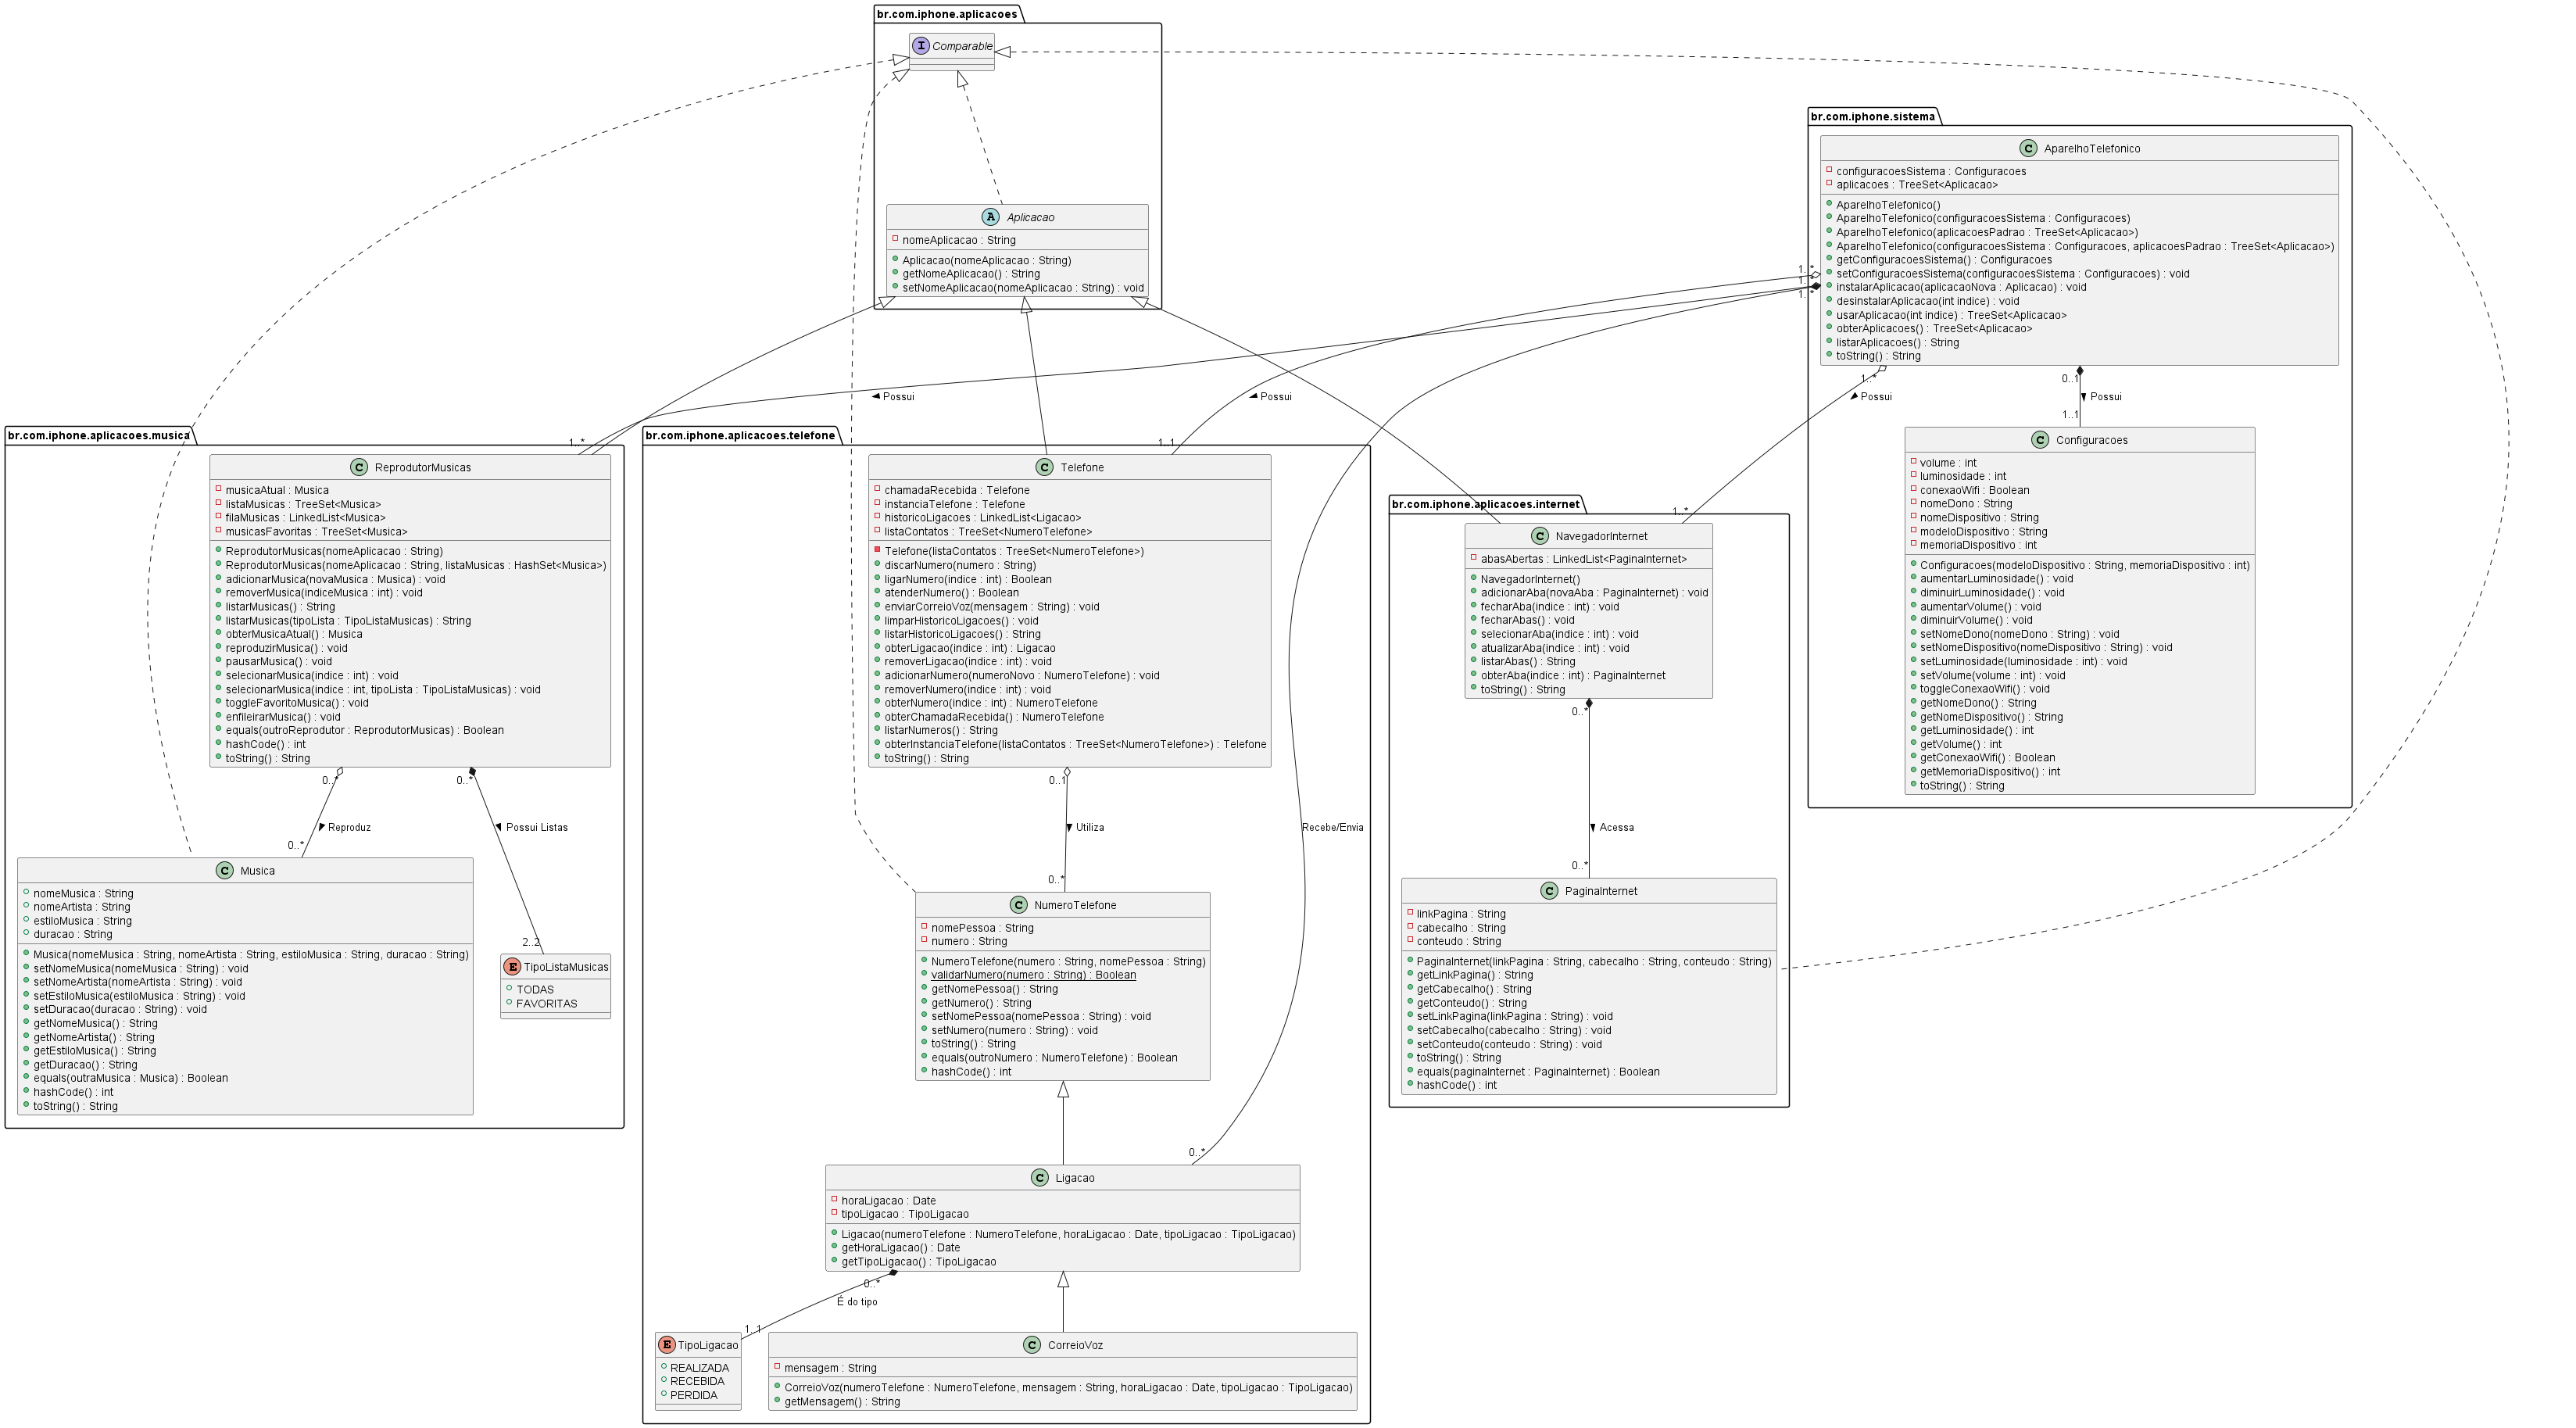 br.com.iphone.aplicacoes
I Comparable
A Aplicacao
nomeAplicacao : String
Aplicacao(nomeAplicacao : String)
getNomeAplicacao() : String
setNomeAplicacao(nomeAplicacao : String) : void
br.com.iphone.sistema
C AparelhoTelefonico
configuracoesSistema : Configuracoes
aplicacoes : TreeSet<Aplicacao>
AparelhoTelefonico()
AparelhoTelefonico(configuracoesSistema : Configuracoes)
AparelhoTelefonico(aplicacoesPadrao : TreeSet<Aplicacao>)
AparelhoTelefonico(configuracoesSistema : Configuracoes, aplicacoesPadrao : TreeSet<Aplicacao>)
getConfiguracoesSistema() : Configuracoes
setConfiguracoesSistema(configuracoesSistema : Configuracoes) : void
instalarAplicacao(aplicacaoNova : Aplicacao) : void
desinstalarAplicacao(int indice) : void
usarAplicacao(int indice) : TreeSet<Aplicacao>
obterAplicacoes() : TreeSet<Aplicacao>
listarAplicacoes() : String
toString() : String
1..*
1..*
1..*
1..*
0..1
Possui
Possui
Possui
Possui
1..1
C Configuracoes
volume : int
luminosidade : int
conexaoWifi : Boolean
nomeDono : String
nomeDispositivo : String
modeloDispositivo : String
memoriaDispositivo : int
Configuracoes(modeloDispositivo : String, memoriaDispositivo : int)
aumentarLuminosidade() : void
diminuirLuminosidade() : void
aumentarVolume() : void
diminuirVolume() : void
setNomeDono(nomeDono : String) : void
setNomeDispositivo(nomeDispositivo : String) : void
setLuminosidade(luminosidade : int) : void
setVolume(volume : int) : void
toggleConexaoWifi() : void
getNomeDono() : String
getNomeDispositivo() : String
getLuminosidade() : int
getVolume() : int
getConexaoWifi() : Boolean
getMemoriaDispositivo() : int
toString() : String
br.com.iphone.aplicacoes.musica
1..*
C ReprodutorMusicas
musicaAtual : Musica
listaMusicas : TreeSet<Musica>
filaMusicas : LinkedList<Musica>
musicasFavoritas : TreeSet<Musica>
ReprodutorMusicas(nomeAplicacao : String)
ReprodutorMusicas(nomeAplicacao : String, listaMusicas : HashSet<Musica>)
adicionarMusica(novaMusica : Musica) : void
removerMusica(indiceMusica : int) : void
listarMusicas() : String
listarMusicas(tipoLista : TipoListaMusicas) : String
obterMusicaAtual() : Musica
reproduzirMusica() : void
pausarMusica() : void
selecionarMusica(indice : int) : void
selecionarMusica(indice : int, tipoLista : TipoListaMusicas) : void
toggleFavoritoMusica() : void
enfileirarMusica() : void
equals(outroReprodutor : ReprodutorMusicas) : Boolean
hashCode() : int
toString() : String
0..*
0..*
Reproduz
Possui Listas
0..*
2..2
C Musica
nomeMusica : String
nomeArtista : String
estiloMusica : String
duracao : String
Musica(nomeMusica : String, nomeArtista : String, estiloMusica : String, duracao : String)
setNomeMusica(nomeMusica : String) : void
setNomeArtista(nomeArtista : String) : void
setEstiloMusica(estiloMusica : String) : void
setDuracao(duracao : String) : void
getNomeMusica() : String
getNomeArtista() : String
getEstiloMusica() : String
getDuracao() : String
equals(outraMusica : Musica) : Boolean
hashCode() : int
toString() : String
E TipoListaMusicas
TODAS
FAVORITAS
br.com.iphone.aplicacoes.telefone
1..1
C Telefone
chamadaRecebida : Telefone
instanciaTelefone : Telefone
historicoLigacoes : LinkedList<Ligacao>
listaContatos : TreeSet<NumeroTelefone>
Telefone(listaContatos : TreeSet<NumeroTelefone>)
discarNumero(numero : String)
ligarNumero(indice : int) : Boolean
atenderNumero() : Boolean
enviarCorreioVoz(mensagem : String) : void
limparHistoricoLigacoes() : void
listarHistoricoLigacoes() : String
obterLigacao(indice : int) : Ligacao
removerLigacao(indice : int) : void
adicionarNumero(numeroNovo : NumeroTelefone) : void
removerNumero(indice : int) : void
obterNumero(indice : int) : NumeroTelefone
obterChamadaRecebida() : NumeroTelefone
listarNumeros() : String
obterInstanciaTelefone(listaContatos : TreeSet<NumeroTelefone>) : Telefone
toString() : String
0..1
Utiliza
Recebe/Envia
0..*
C NumeroTelefone
nomePessoa : String
numero : String
NumeroTelefone(numero : String, nomePessoa : String)
validarNumero(numero : String) : Boolean
getNomePessoa() : String
getNumero() : String
setNomePessoa(nomePessoa : String) : void
setNumero(numero : String) : void
toString() : String
equals(outroNumero : NumeroTelefone) : Boolean
hashCode() : int
0..*
C Ligacao
horaLigacao : Date
tipoLigacao : TipoLigacao
Ligacao(numeroTelefone : NumeroTelefone, horaLigacao : Date, tipoLigacao : TipoLigacao)
getHoraLigacao() : Date
getTipoLigacao() : TipoLigacao
0..*
É do tipo
1..1
E TipoLigacao
REALIZADA
RECEBIDA
PERDIDA
C CorreioVoz
mensagem : String
CorreioVoz(numeroTelefone : NumeroTelefone, mensagem : String, horaLigacao : Date, tipoLigacao : TipoLigacao)
getMensagem() : String
br.com.iphone.aplicacoes.internet
1..*
C NavegadorInternet
abasAbertas : LinkedList<PaginaInternet>
NavegadorInternet()
adicionarAba(novaAba : PaginaInternet) : void
fecharAba(indice : int) : void
fecharAbas() : void
selecionarAba(indice : int) : void
atualizarAba(indice : int) : void
listarAbas() : String
obterAba(indice : int) : PaginaInternet
toString() : String
0..*
Acessa
0..*
C PaginaInternet
linkPagina : String
cabecalho : String
conteudo : String
PaginaInternet(linkPagina : String, cabecalho : String, conteudo : String)
getLinkPagina() : String
getCabecalho() : String
getConteudo() : String
setLinkPagina(linkPagina : String) : void
setCabecalho(cabecalho : String) : void
setConteudo(conteudo : String) : void
toString() : String
equals(paginaInternet : PaginaInternet) : Boolean
hashCode() : int